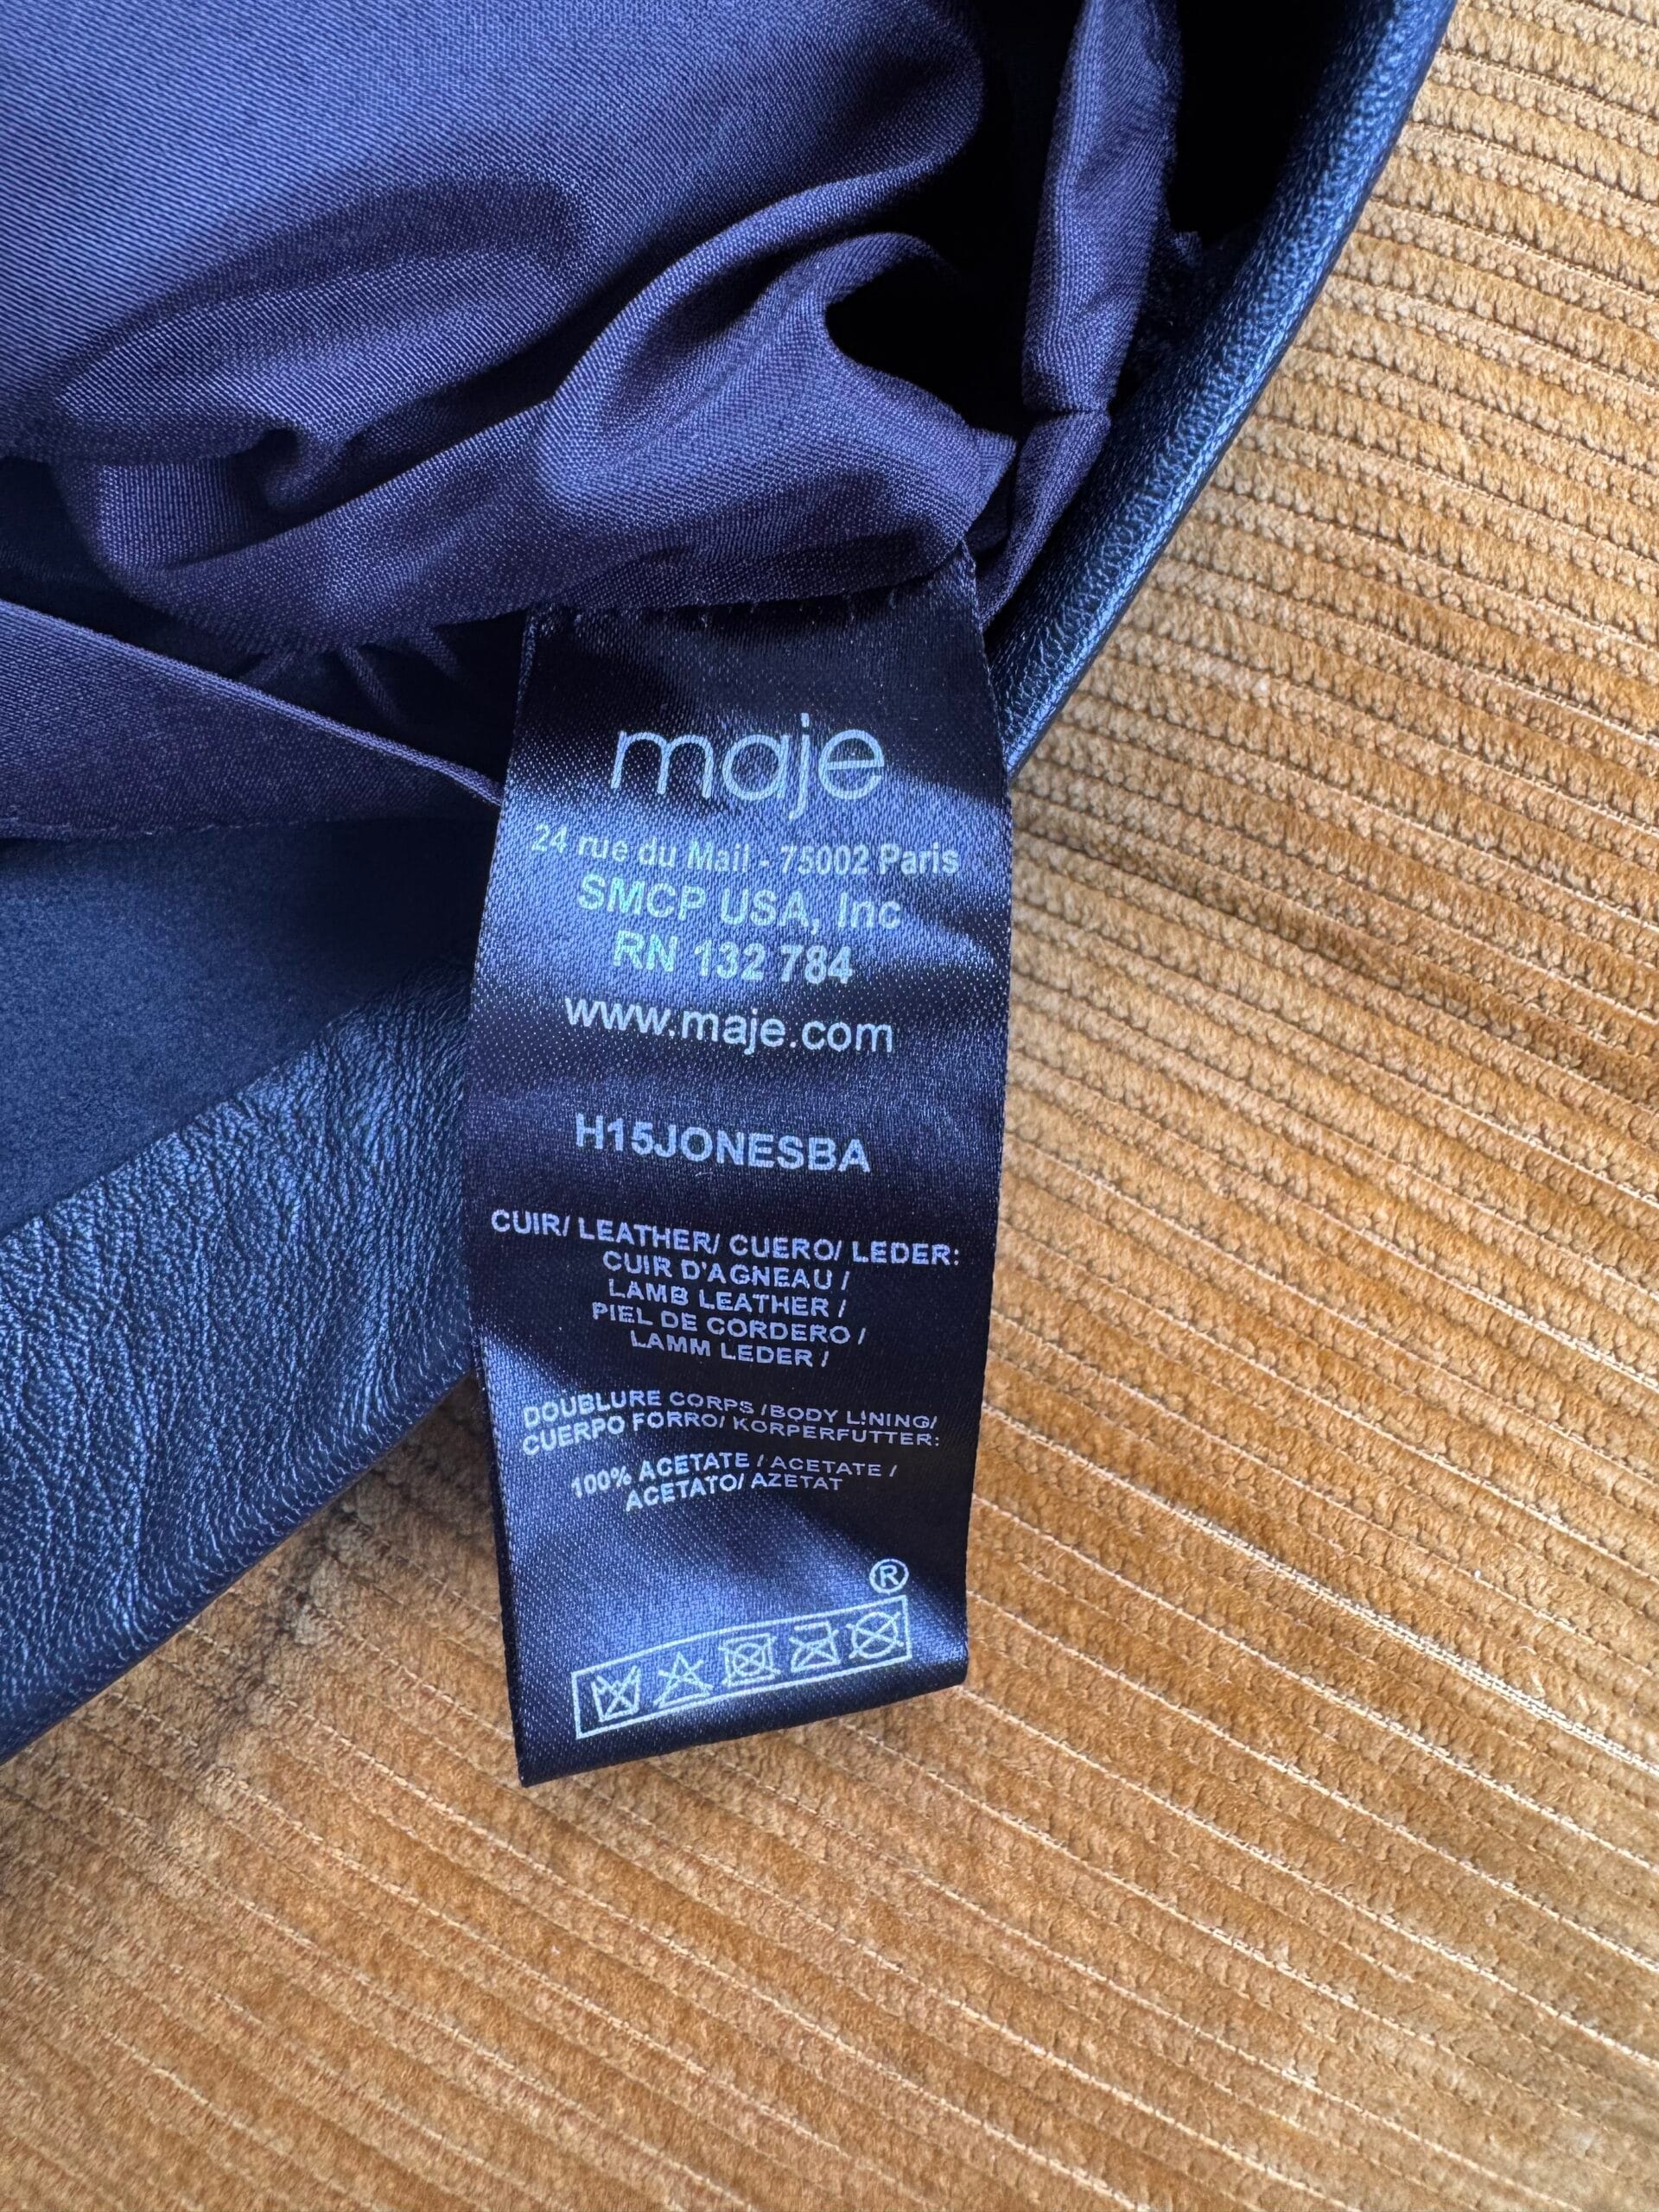 maje
24 rue du Mail - 75002 Paris
SMCP USA, Inc
RN 132 784
www.maje.com
H15JONESBA
CUIR/ LEATHER/ CUERO/ LEDER:
CUIR D'AGNEAU /
LAMB LEATHER /
PIEL DE CORDERO /
LAMM LEDER /
DOUBLURE CORPS /BODY LINING/
CUERPO FORRO/ KORPERFUTTER:
100% ACETATE / ACETATE /
ACETATO/ AZETAT
®